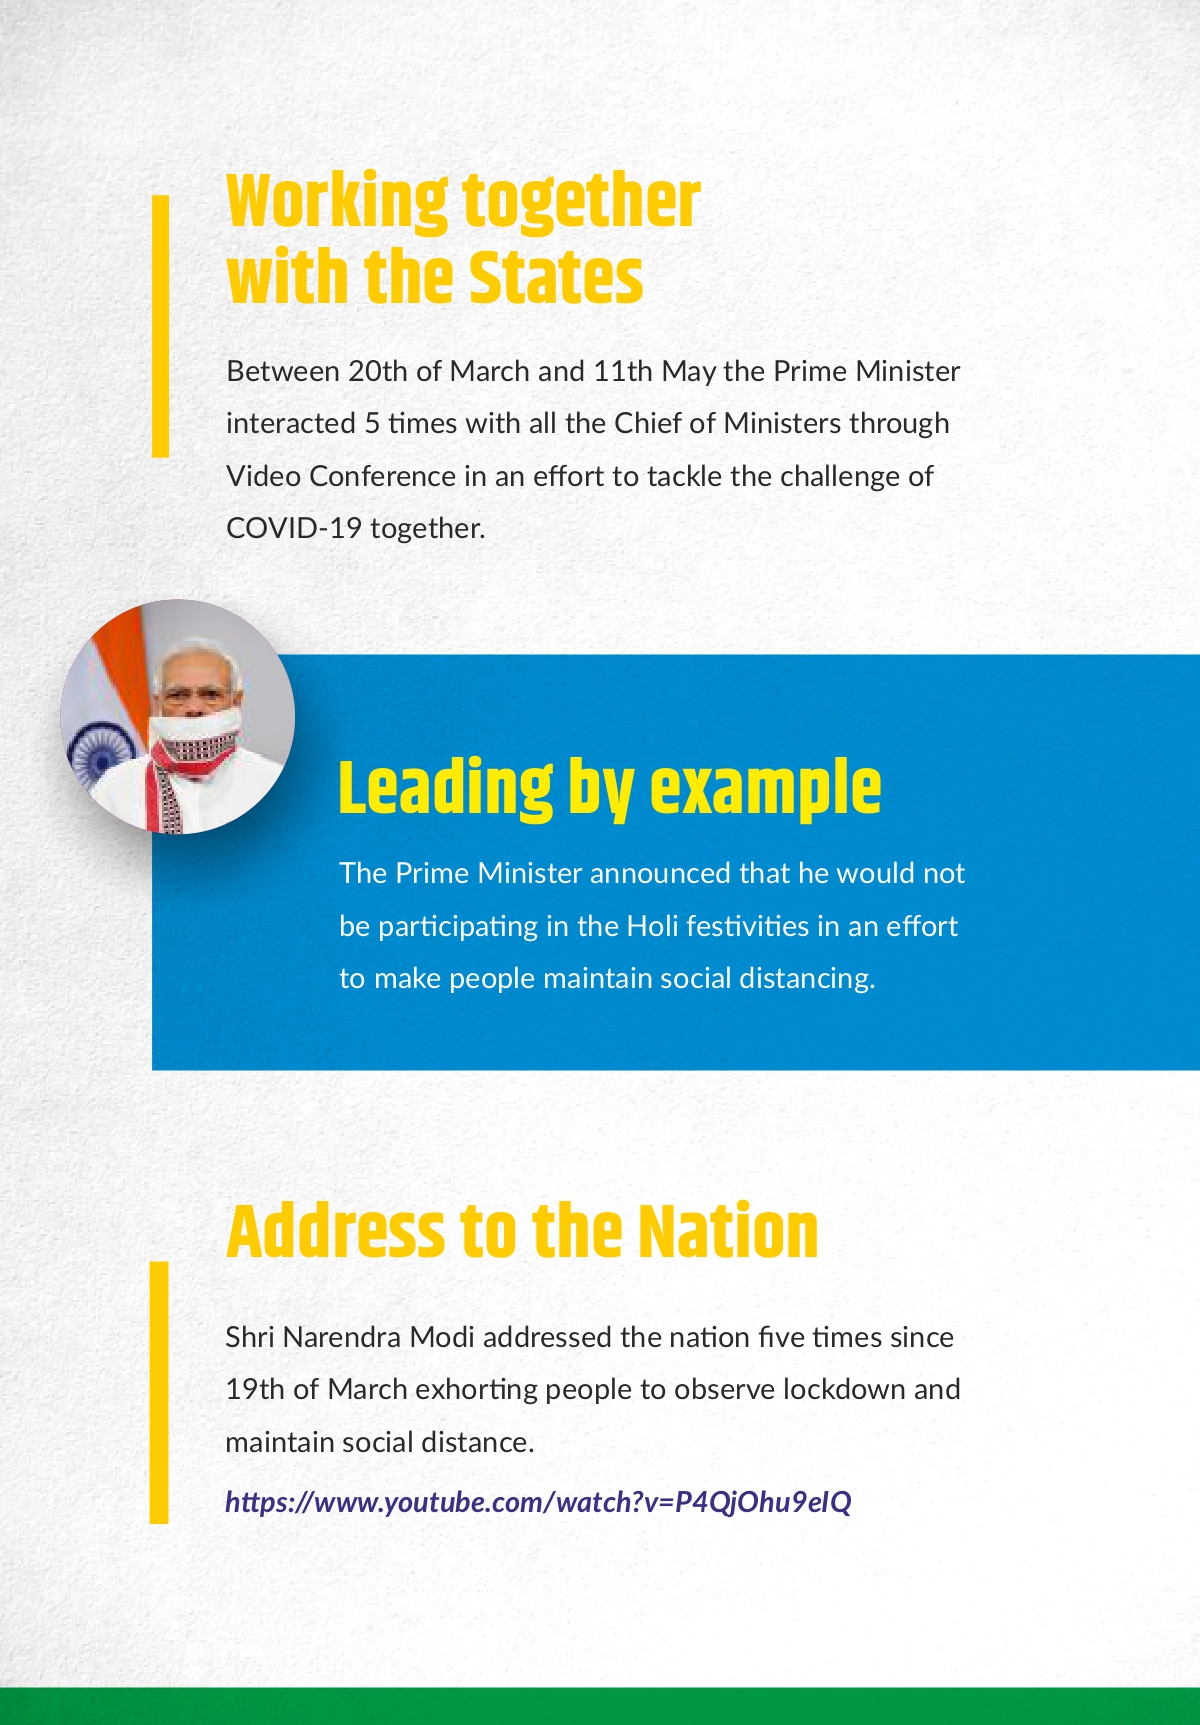 Working together
with the States
Between 20th of March and 11th May the Prime Minister
interacted 5 times with all the Chief of Ministers through
Video Conference in an effort to tackle the challenge of
COVID-19 together.
Leading by example
The Prime Minister announced that he would not
be participating in the Holi festivities in an effort
to make people maintain social distancing.
Address to the Nation
Shri Narendra Modi addressed the nation five times since
19th of March exhorting people to observe lockdown and
maintain social distance.
https://www.youtube.com/watch?v=P4QjOhu9eIQ